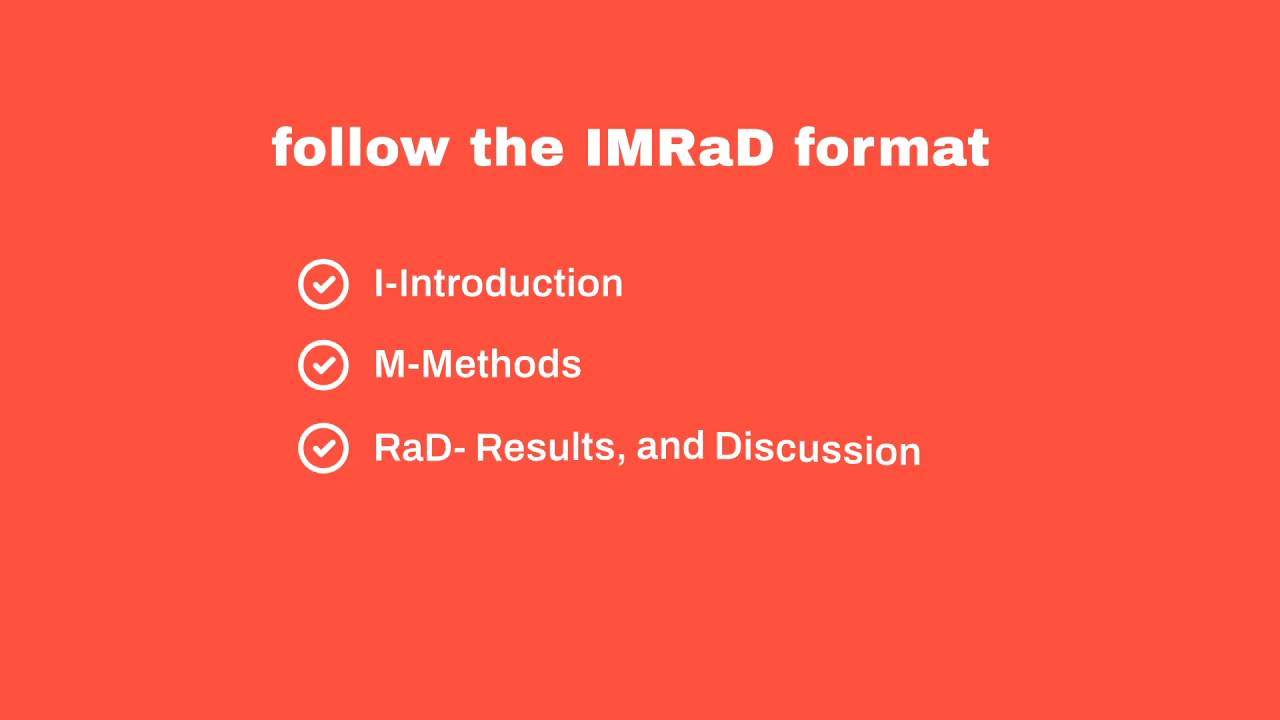 follow the IMRaD format
I-Introduction
M-Methods
RaD- Results, and Discussion